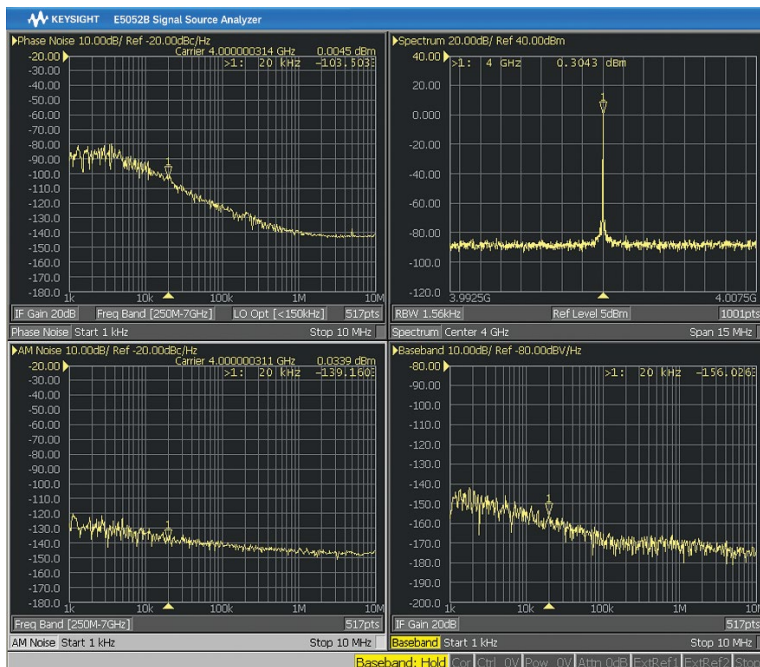 KEYSIGHT E5052B Signal Source Analyzer
Phase Noise 10.00dB/ Ref -20.00dBc/Hz
Carrier 4.000000314 GHz 0.0045 dBm
>1: 20 kHz -103.5033
-20.00
-30.00
-40.00
-50.00
-60.00
-70.00
-80.00
-90.00
-100.0
-110.0
-120.0
-130.0
-140.0
-150.0
-160.0
-170.0
-180.0
1
1k 10k 100k 1M 10M
IF Gain 20dB Freq Band [250M-7GHz] LO Opt [<150kHz] 517pts
Phase Noise Start 1 kHz Stop 10 MHz
Spectrum 20.00dB/ Ref 40.00dBm
>1: 4 GHz 0.3043 dBm
40.00
20.00
0.000
-20.00
-40.00
-60.00
-80.00
-100.0
-120.0
1
3.9925G 4.0075G
RBW 1.56kHz Ref Level 5dBm 1001pts
Spectrum Center 4 GHz Span 15 MHz
AM Noise 10.00dB/ Ref -20.00dBc/Hz
Carrier 4.000000311 GHz 0.0339 dBm
>1: 20 kHz -139.1603
-20.00
-30.00
-40.00
-50.00
-60.00
-70.00
-80.00
-90.00
-100.0
-110.0
-120.0
-130.0
-140.0
-150.0
-160.0
-170.0
-180.0
1
1k 10k 100k 1M 10M
Freq Band [250M-7GHz] 517pts
AM Noise Start 1 kHz Stop 10 MHz
Baseband 10.00dB/ Ref -80.00dBV/Hz
>1: 20 kHz -156.0263
-80.00
-90.00
-100.0
-110.0
-120.0
-130.0
-140.0
-150.0
-160.0
-170.0
-180.0
-190.0
-200.0
1
1k 10k 100k 1M 10M
IF Gain 20dB 517pts
Baseband Start 1 kHz Stop 10 MHz
Baseband: Hold Cor Ctrl 0V Pow 0V Attn 0dB ExtRef1 ExtRef2 Stop